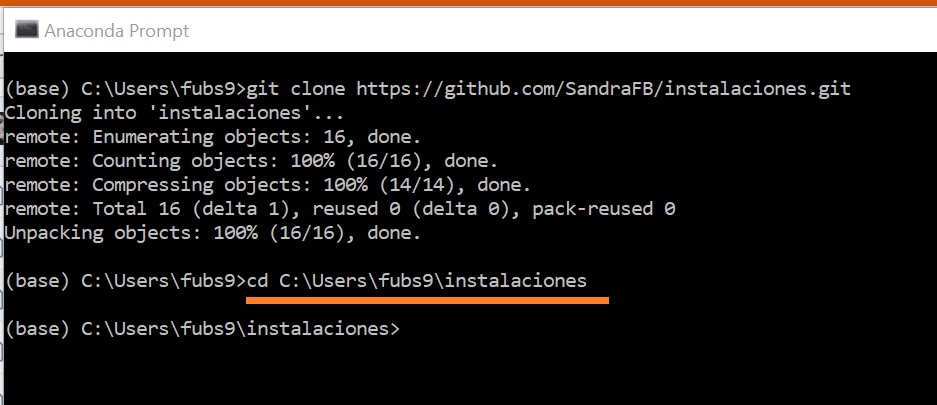 Anaconda Prompt
(base) C:\Users\fubs9>git clone https://github.com/SandraFB/instalaciones.git
Cloning into 'instalaciones'...
remote: Enumerating objects: 16, done.
remote: Counting objects: 100% (16/16), done.
remote: Compressing objects: 100% (14/14), done.
remote: Total 16 (delta 1), reused 0 (delta 0), pack-reused 0
Unpacking objects: 100% (16/16), done.
(base) C:\Users\fubs9>cd C:\Users\fubs9\instalaciones
(base) C:\Users\fubs9\instalaciones>